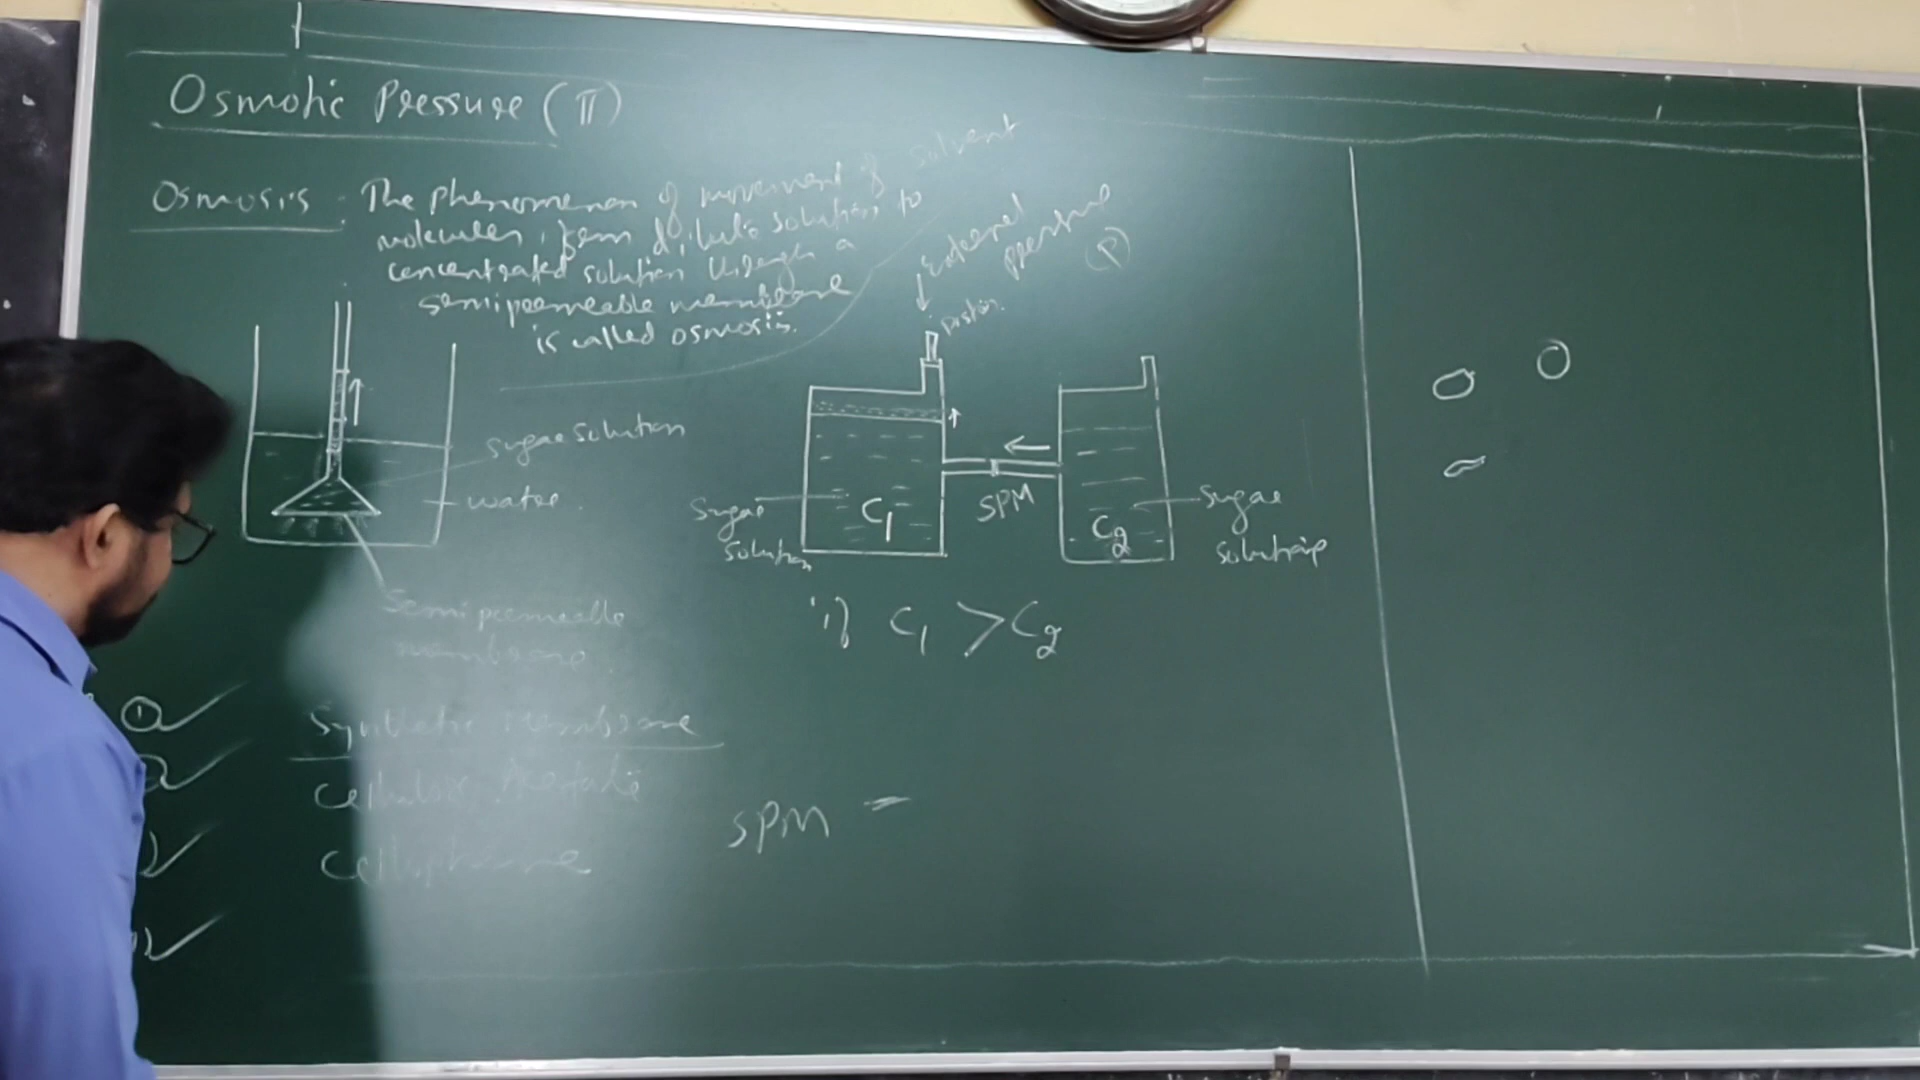 Osmotic Pressure (π)
Osmosis : The phenomenon of movement of solvent
molecules, from dilute solution to
concentrated solution through a
semipermeable membrane
is called osmosis.
External
pressure
(P)
piston.
sugar solution
water.
Semipermeable
membrane
Sugar
solution
C1
SPM
C2
Sugar
solution
if C1 > C2
① ✓
Synthetic Membrane
Cellulose Acetate
Cellophane
SPM -